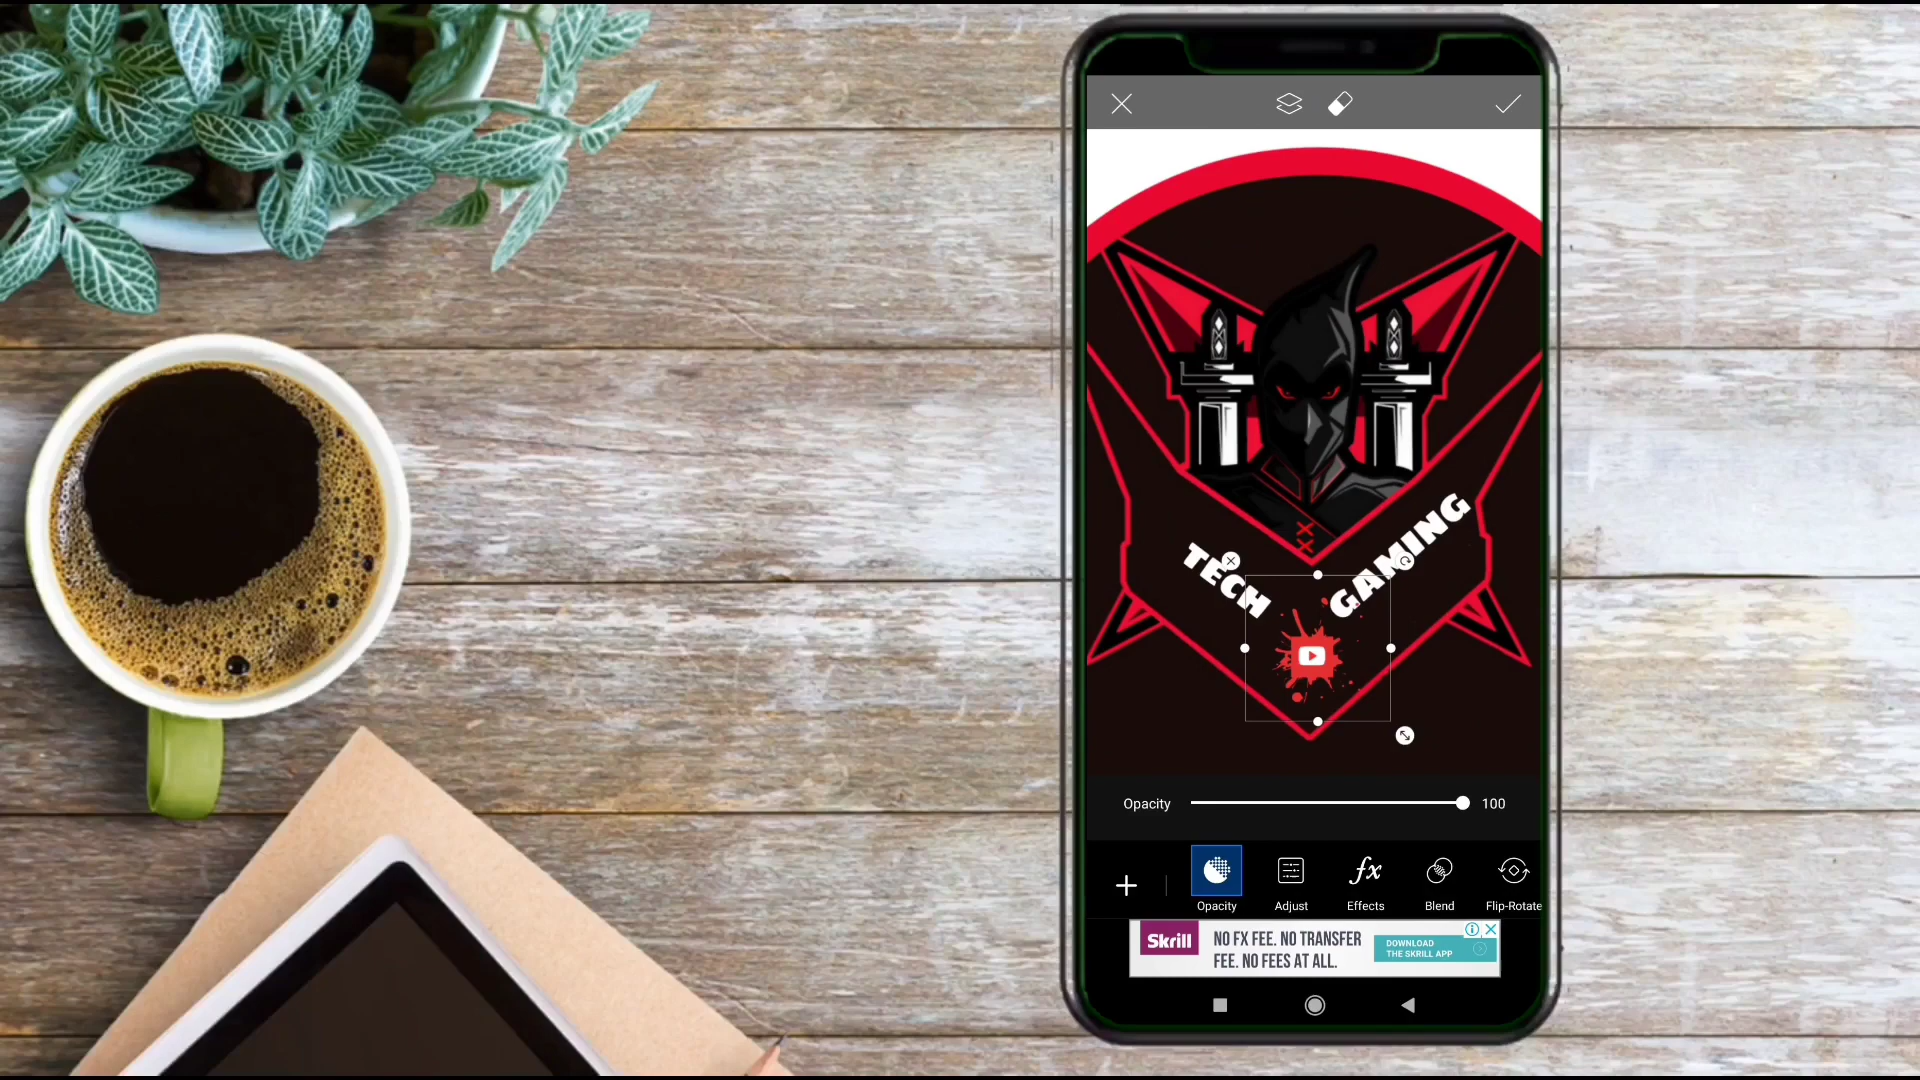 TECH
GAMING
Opacity 100
Opacity Adjust Effects Blend Flip-Rotate
Skrill
NO FX FEE. NO TRANSFER
FEE. NO FEES AT ALL.
DOWNLOAD
THE SKRILL APP